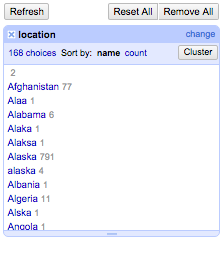 Refresh Reset All Remove All
location change
168 choices Sort by: name count Cluster
2
Afghanistan 77
Alaa 1
Alabama 6
Alaka 1
Alaksa 1
Alaska 791
alaska 4
Albania 1
Algeria 11
Alska 1
Angola 1